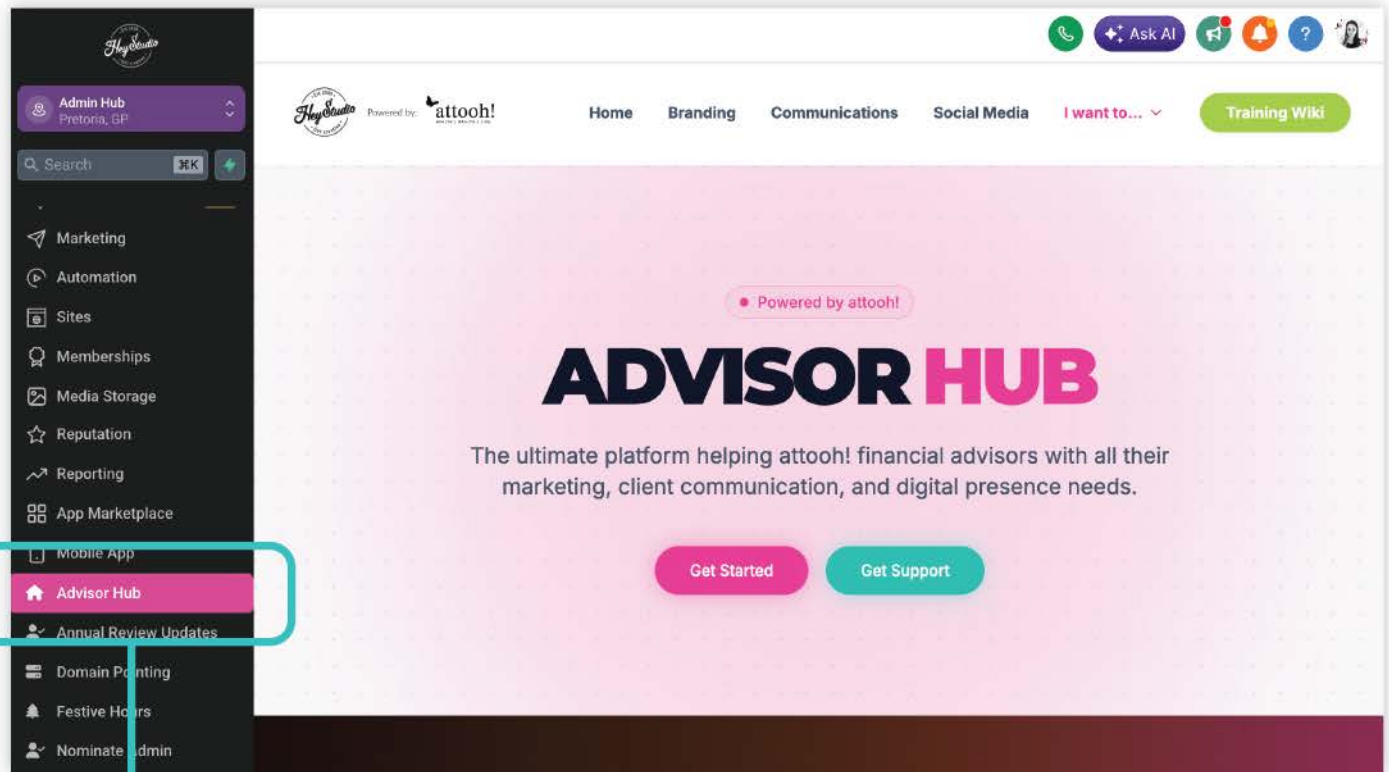 Hey Studio
Admin Hub
Pretoria, GP
Search
⌘K
Marketing
Automation
Sites
Memberships
Media Storage
Reputation
Reporting
App Marketplace
Mobile App
Advisor Hub
Annual Review Updates
Domain Pointing
Festive Hours
Nominate Admin
Ask AI
?
Hey Studio
Powered by:
attooh!
Home
Branding
Communications
Social Media
I want to...
Training Wiki
Powered by attooh!
ADVISOR HUB
The ultimate platform helping attooh! financial advisors with all their
marketing, client communication, and digital presence needs.
Get Started
Get Support